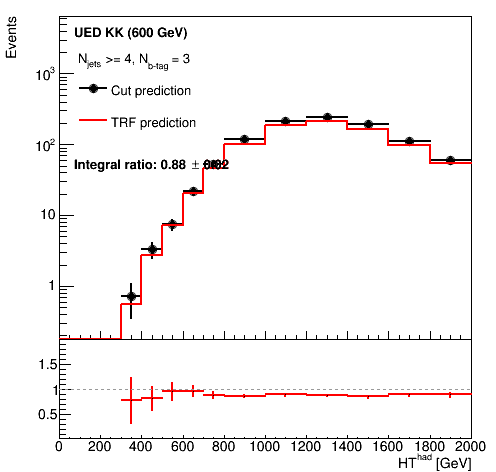 Events
UED KK (600 GeV)
Njets >= 4, Nb-tag = 3
Cut prediction
TRF prediction
Integral ratio: 0.88 ±
10³
10²
10
1
1.5
1
0.5
0 200 400 600 800 1000 1200 1400 1600 1800 2000
HT^had [GeV]